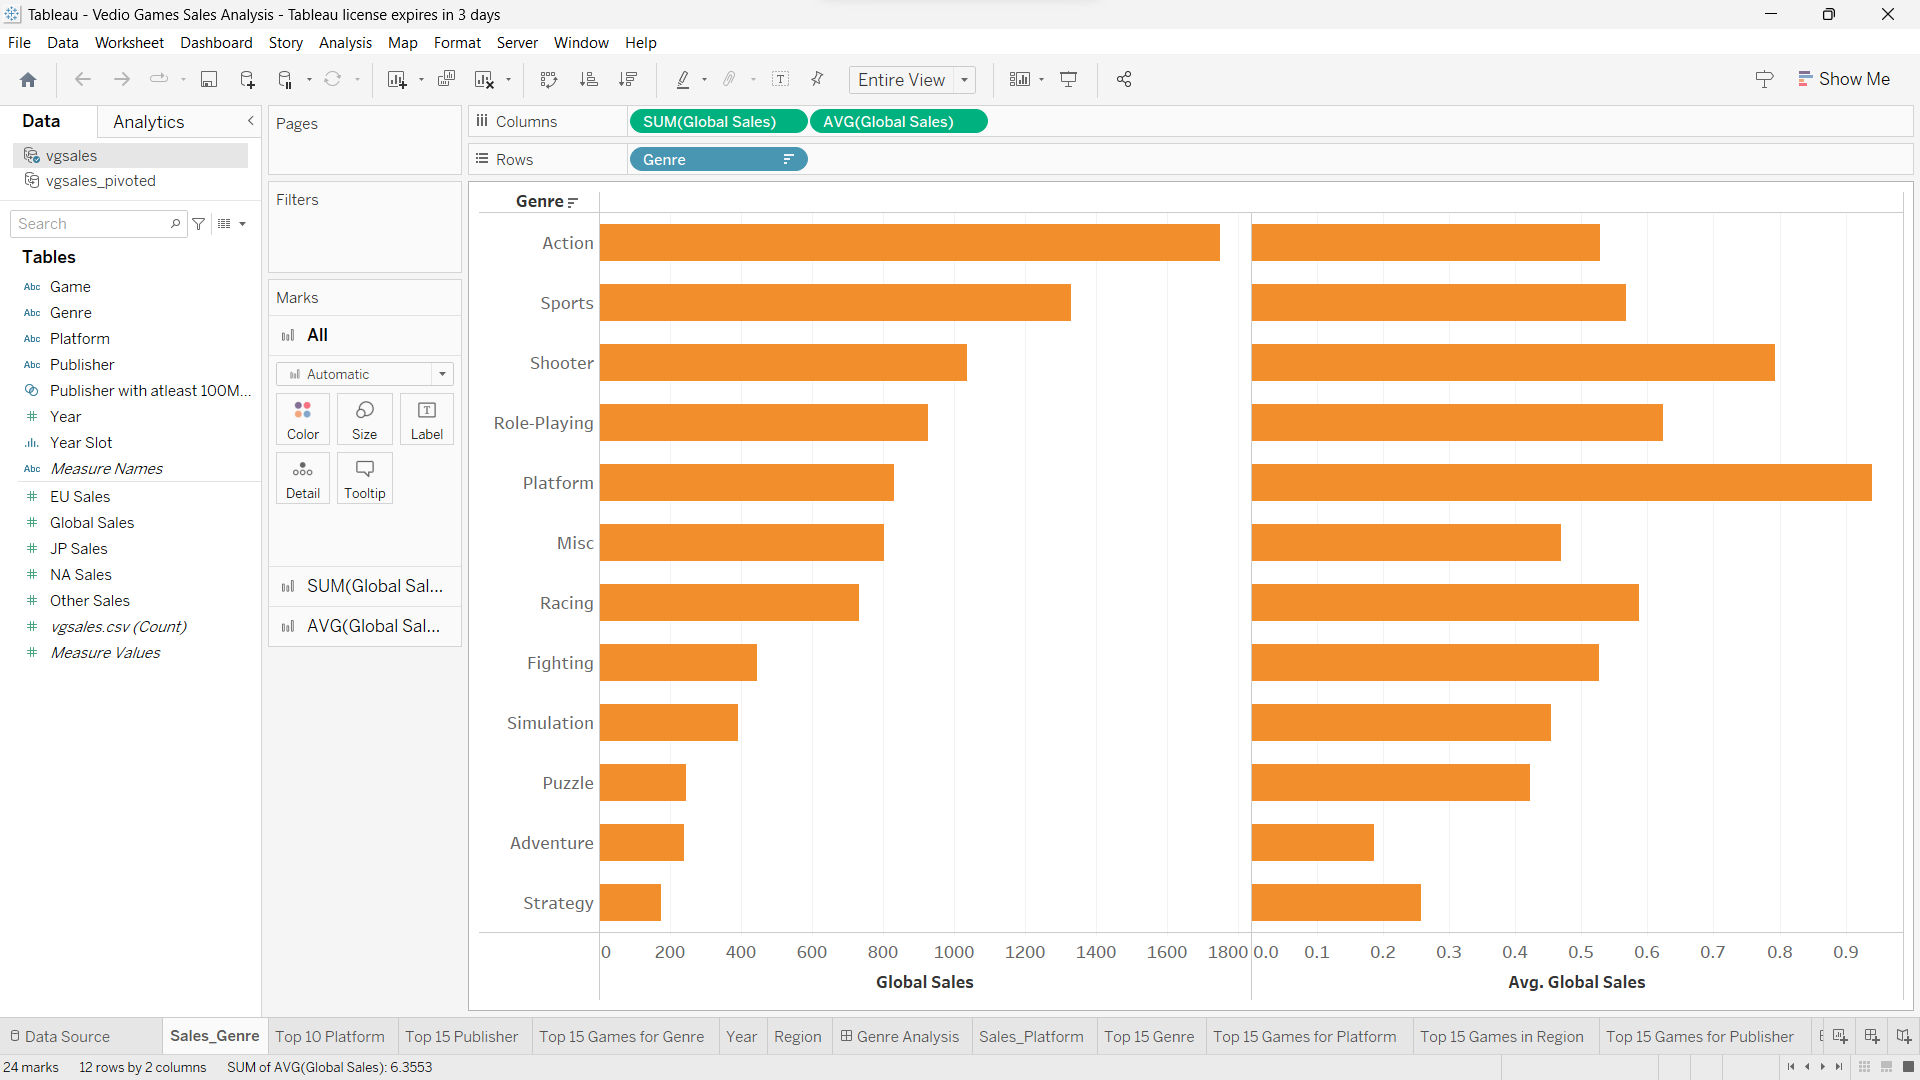 Tableau - Vedio Games Sales Analysis - Tableau license expires in 3 days
File Data Worksheet Dashboard Story Analysis Map Format Server Window Help
Entire View
Show Me
Data Analytics
vgsales
vgsales_pivoted
Search
Tables
Abc Game
Abc Genre
Abc Platform
Abc Publisher
Publisher with atleast 100M...
# Year
Year Slot
Abc Measure Names
# EU Sales
# Global Sales
# JP Sales
# NA Sales
# Other Sales
# vgsales.csv (Count)
# Measure Values
Pages
Filters
Marks
All
Automatic
Color Size Label
Detail Tooltip
SUM(Global Sal...
AVG(Global Sal...
Columns SUM(Global Sales) AVG(Global Sales)
Rows Genre
Genre
Action
Sports
Shooter
Role-Playing
Platform
Misc
Racing
Fighting
Simulation
Puzzle
Adventure
Strategy
0 200 400 600 800 1000 1200 1400 1600 1800 0.0 0.1 0.2 0.3 0.4 0.5 0.6 0.7 0.8 0.9
Global Sales Avg. Global Sales
Data Source Sales_Genre Top 10 Platform Top 15 Publisher Top 15 Games for Genre Year Region Genre Analysis Sales_Platform Top 15 Genre Top 15 Games for Platform Top 15 Games in Region Top 15 Games for Publisher
24 marks 12 rows by 2 columns SUM of AVG(Global Sales): 6.3553